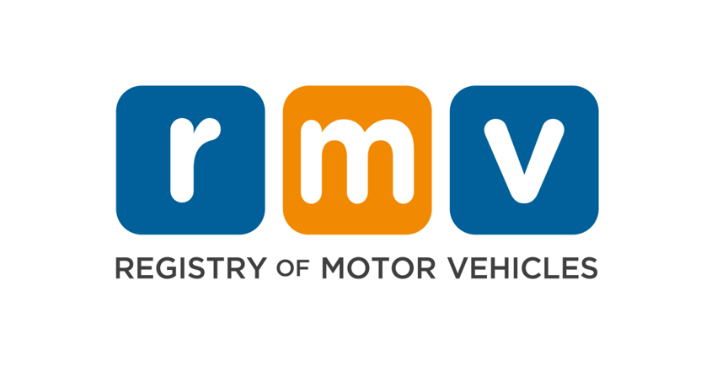 rmv
REGISTRY OF MOTOR VEHICLES